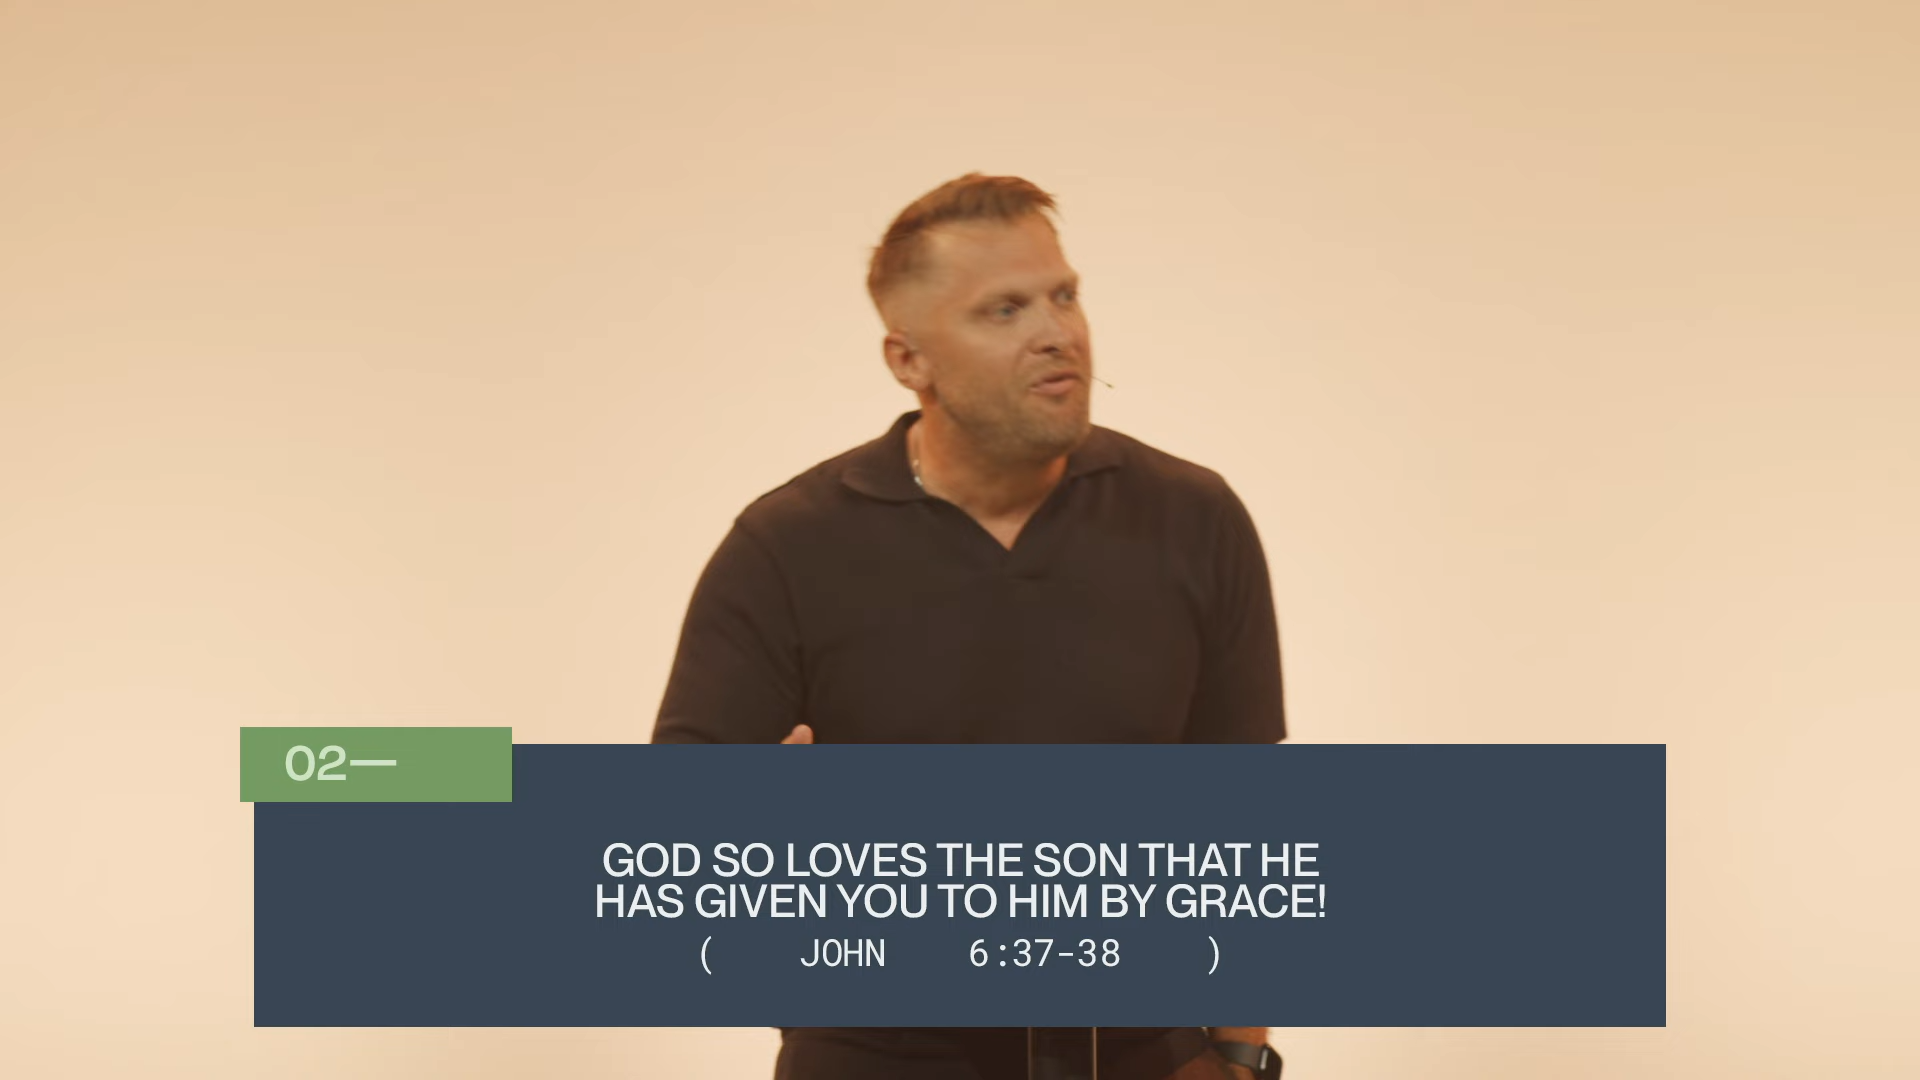 02—
GOD SO LOVES THE SON THAT HE
HAS GIVEN YOU TO HIM BY GRACE!
( JOHN 6:37-38 )